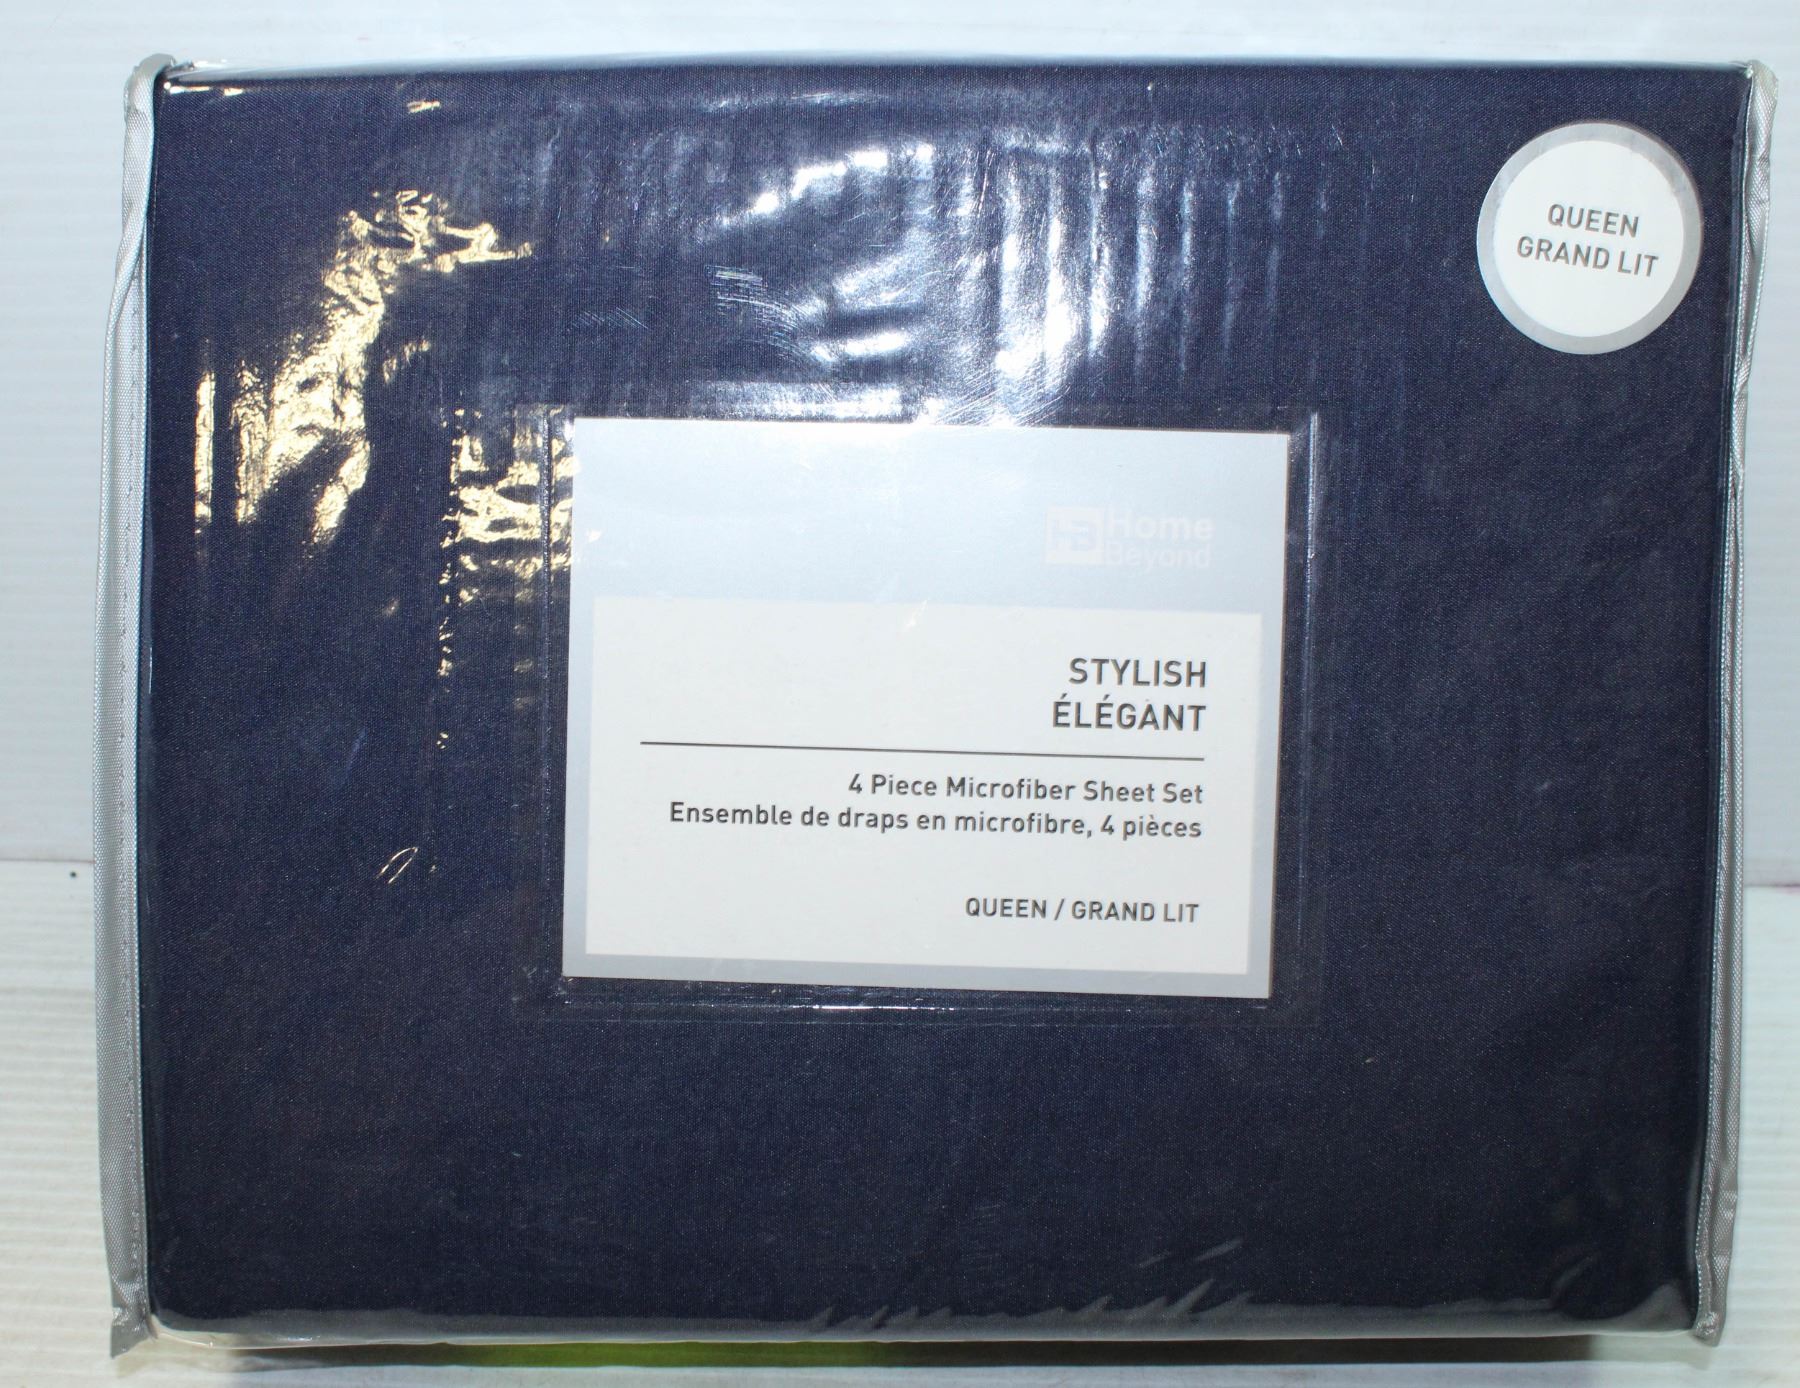 QUEEN
GRAND LIT
HB Home
Beyond
STYLISH
ÉLÉGANT
4 Piece Microfiber Sheet Set
Ensemble de draps en microfibre, 4 pièces
QUEEN / GRAND LIT